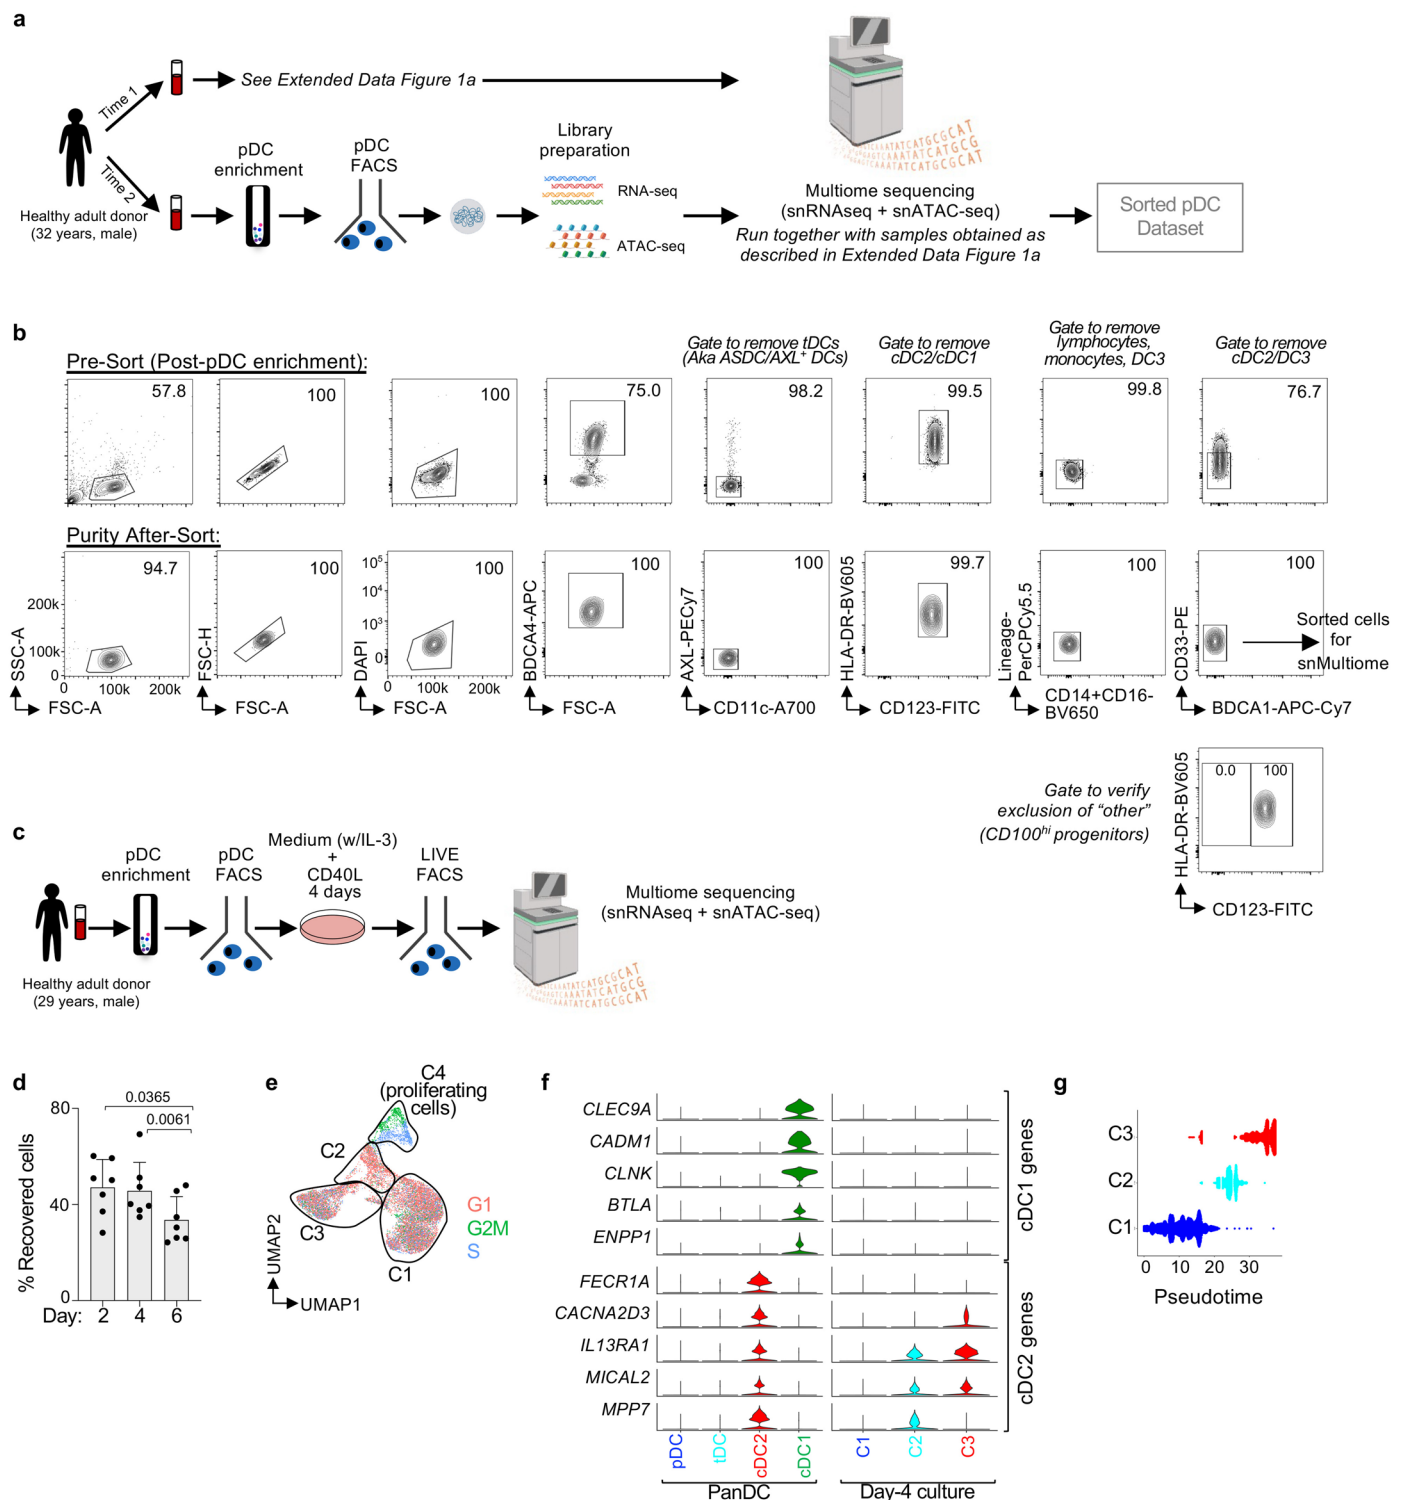 a
Time 1
See Extended Data Figure 1a
Time 2
Healthy adult donor
(32 years, male)
pDC
enrichment
pDC
FACS
Library
preparation
RNA-seq
ATAC-seq
Multiome sequencing
(snRNAseq + snATAC-seq)
Run together with samples obtained as
described in Extended Data Figure 1a
Sorted pDC
Dataset
b
Pre-Sort (Post-pDC enrichment):
Gate to remove tDCs
(Aka ASDC/AXL+ DCs)
Gate to remove
cDC2/cDC1
Gate to remove
lymphocytes,
monocytes, DC3
Gate to remove
cDC2/DC3
57.8
100
100
75.0
98.2
99.5
99.8
76.7
Purity After-Sort:
94.7
100
100
100
100
99.7
100
100
200k
100k
0
0
100k
200k
10^5
10^4
10^3
0
0
100k
200k
SSC-A
FSC-A
FSC-H
FSC-A
DAPI
FSC-A
BDCA4-APC
FSC-A
AXL-PECy7
CD11c-A700
HLA-DR-BV605
CD123-FITC
Lineage-
PerCPCy5.5
CD14+CD16-
BV650
CD33-PE
BDCA1-APC-Cy7
Sorted cells
for
snMultiome
Gate to verify
exclusion of “other”
(CD100hi progenitors)
0.0
100
HLA-DR-BV605
CD123-FITC
c
Healthy adult donor
(29 years, male)
pDC
enrichment
pDC
FACS
Medium (w/IL-3)
+
CD40L
4 days
LIVE
FACS
Multiome sequencing
(snRNAseq + snATAC-seq)
d
% Recovered cells
80
40
0
0.0365
0.0061
Day:
2
4
6
e
C4
(proliferating
cells)
C2
C3
C1
G1
G2M
S
UMAP2
UMAP1
f
CLEC9A
CADM1
CLNK
BTLA
ENPP1
FECR1A
CACNA2D3
IL13RA1
MICAL2
MPP7
cDC1 genes
cDC2 genes
pDC
tDC
cDC2
cDC1
C1
C2
C3
PanDC
Day-4 culture
g
C3
C2
C1
0
10
20
30
Pseudotime